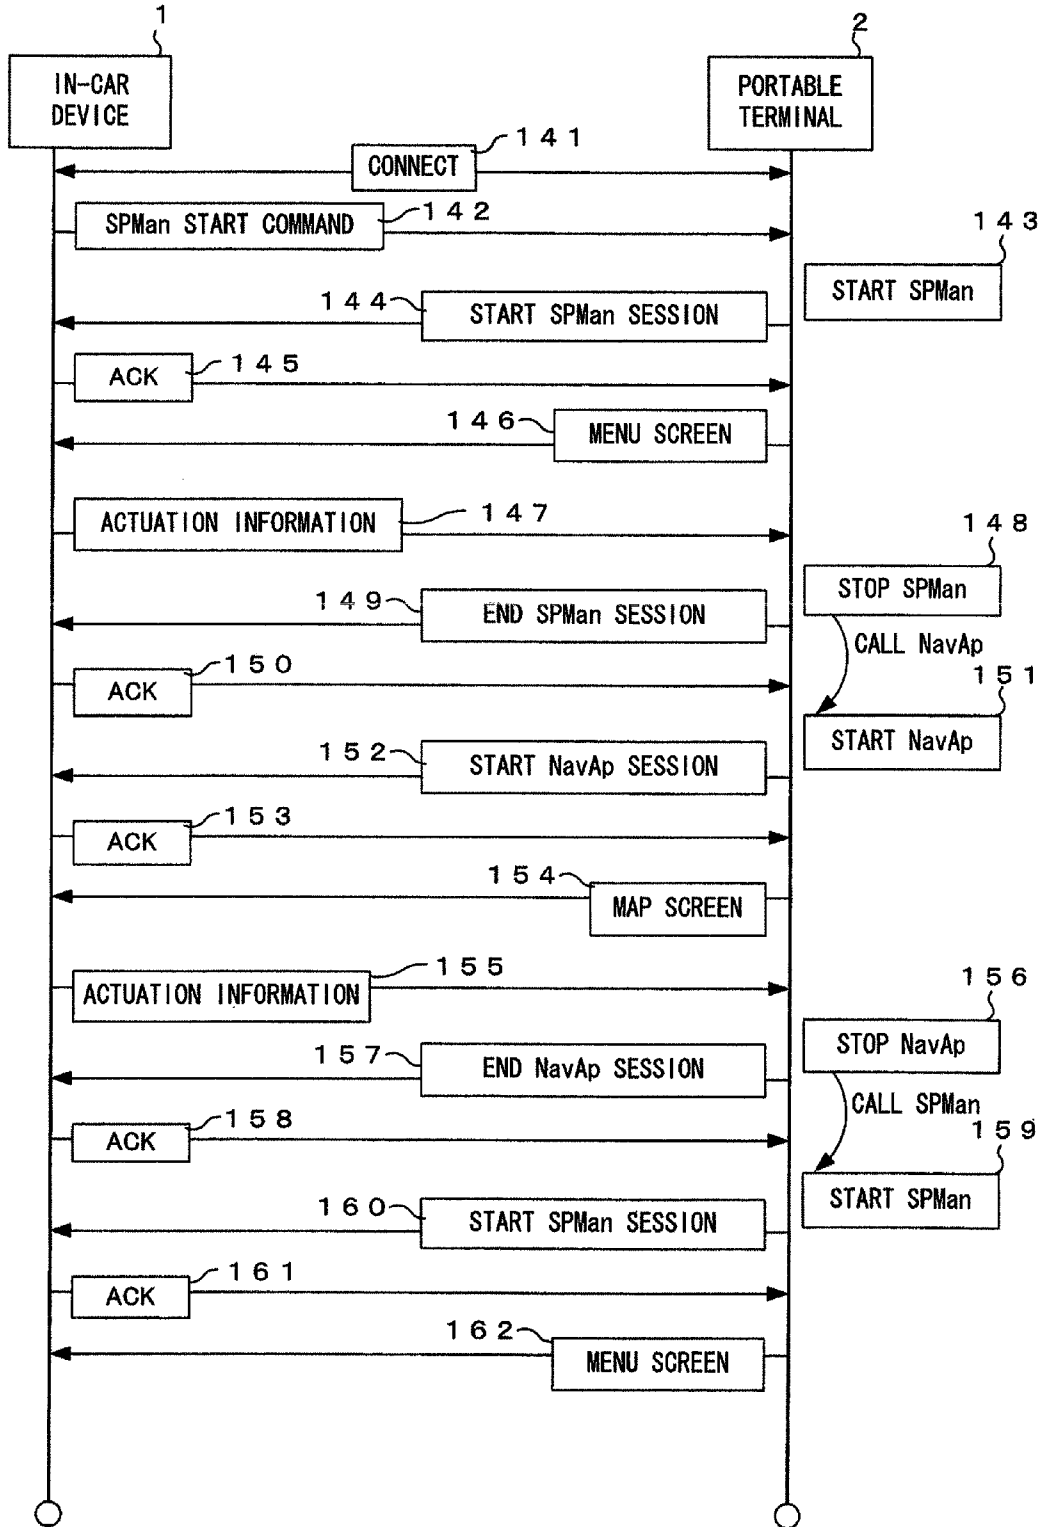 1
2
IN-CAR
DEVICE
PORTABLE
TERMINAL
141
CONNECT
142
SPMan START COMMAND
143
START SPMan
144
START SPMan SESSION
145
ACK
146
MENU SCREEN
147
ACTUATION INFORMATION
148
STOP SPMan
149
END SPMan SESSION
CALL NavAp
150
ACK
151
START NavAp
152
START NavAp SESSION
153
ACK
154
MAP SCREEN
155
ACTUATION INFORMATION
156
STOP NavAp
157
END NavAp SESSION
CALL SPMan
158
ACK
159
START SPMan
160
START SPMan SESSION
161
ACK
162
MENU SCREEN